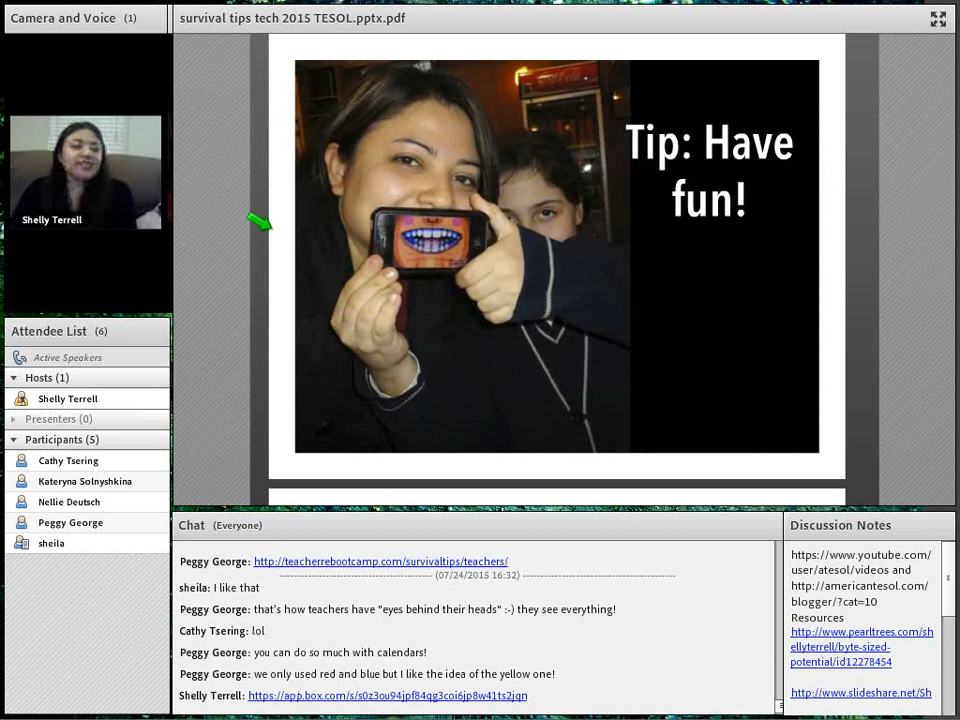 Camera and Voice (1)
survival tips tech 2015 TESOL.pptx.pdf
Shelly Terrell
Tip: Have
fun!
Attendee List (6)
Active Speakers
Hosts (1)
Shelly Terrell
Presenters (0)
Participants (5)
Cathy Tsering
Kateryna Solnyshkina
Nellie Deutsch
Peggy George
sheila
Chat (Everyone)
Peggy George: http://teacherrebootcamp.com/survivaltips/teachers/
(07/24/2015 16:32)
sheila: I like that
Peggy George: that's how teachers have "eyes behind their heads" :-) they see everything!
Cathy Tsering: lol
Peggy George: you can do so much with calendars!
Peggy George: we only used red and blue but I like the idea of the yellow one!
Shelly Terrell: https://app.box.com/s/s0z3ou94jpf84qg3coi6jp8w41ts2jqn
Discussion Notes
https://www.youtube.com/
user/atesol/videos and
http://americantesol.com/
blogger/?cat=10
Resources
http://www.pearltrees.com/sh
ellyterrell/byte-sized-
potential/id12278454
http://www.slideshare.net/Sh